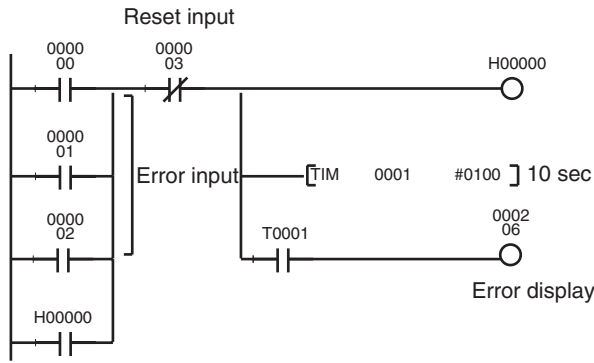 Reset input
0000
00
0000
03
H00000
0000
01
Error input
TIM 0001 #0100 10 sec
0000
02
T0001
0002
06
Error display
H00000